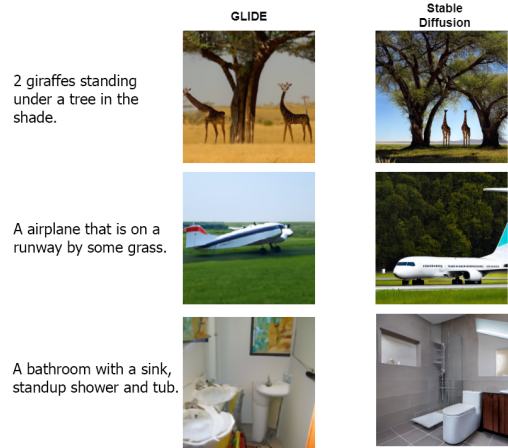 GLIDE
Stable
Diffusion
2 giraffes standing
under a tree in the
shade.
A airplane that is on a
runway by some grass.
A bathroom with a sink,
standup shower and tub.